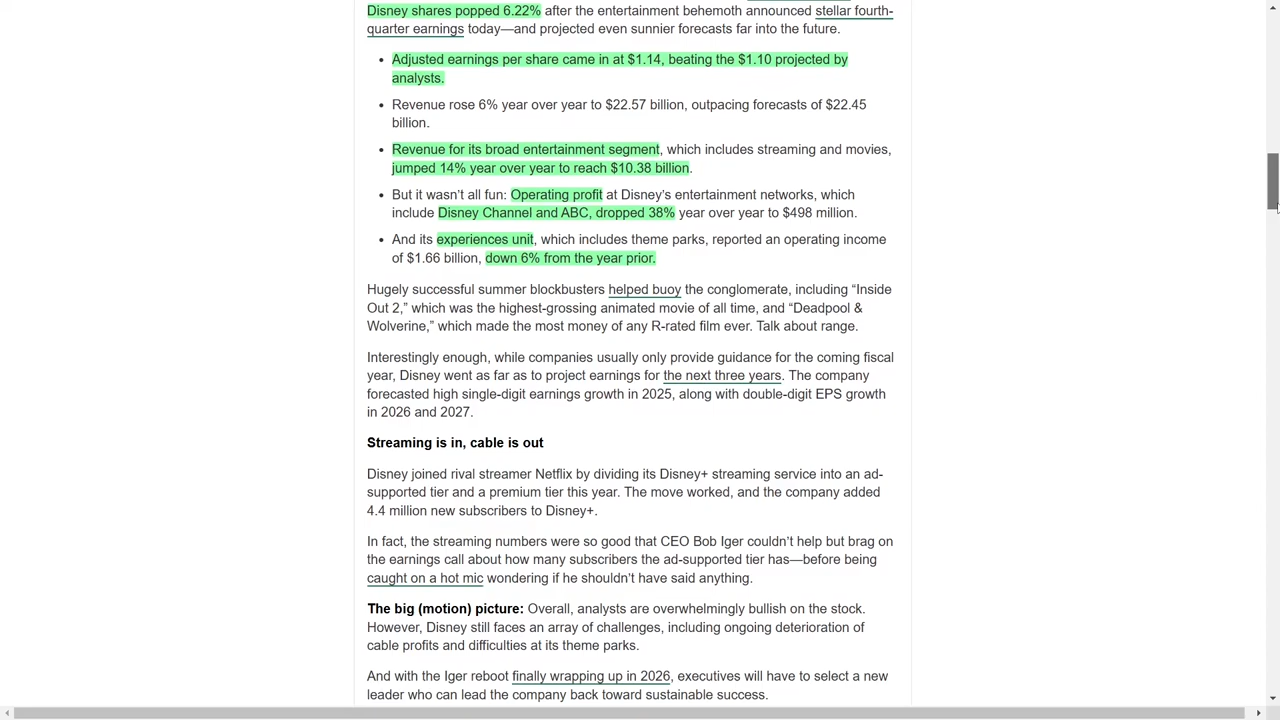 Disney shares popped 6.22% after the entertainment behemoth announced stellar fourth-
quarter earnings today—and projected even sunnier forecasts far into the future.
• Adjusted earnings per share came in at $1.14, beating the $1.10 projected by
analysts.
• Revenue rose 6% year over year to $22.57 billion, outpacing forecasts of $22.45
billion.
• Revenue for its broad entertainment segment, which includes streaming and movies,
jumped 14% year over year to reach $10.38 billion.
• But it wasn’t all fun: Operating profit at Disney’s entertainment networks, which
include Disney Channel and ABC, dropped 38% year over year to $498 million.
• And its experiences unit, which includes theme parks, reported an operating income
of $1.66 billion, down 6% from the year prior.
Hugely successful summer blockbusters helped buoy the conglomerate, including “Inside
Out 2,” which was the highest-grossing animated movie of all time, and “Deadpool &
Wolverine,” which made the most money of any R-rated film ever. Talk about range.
Interestingly enough, while companies usually only provide guidance for the coming fiscal
year, Disney went as far as to project earnings for the next three years. The company
forecasted high single-digit earnings growth in 2025, along with double-digit EPS growth
in 2026 and 2027.
Streaming is in, cable is out
Disney joined rival streamer Netflix by dividing its Disney+ streaming service into an ad-
supported tier and a premium tier this year. The move worked, and the company added
4.4 million new subscribers to Disney+.
In fact, the streaming numbers were so good that CEO Bob Iger couldn’t help but brag on
the earnings call about how many subscribers the ad-supported tier has—before being
caught on a hot mic wondering if he shouldn’t have said anything.
The big (motion) picture: Overall, analysts are overwhelmingly bullish on the stock.
However, Disney still faces an array of challenges, including ongoing deterioration of
cable profits and difficulties at its theme parks.
And with the Iger reboot finally wrapping up in 2026, executives will have to select a new
leader who can lead the company back toward sustainable success.